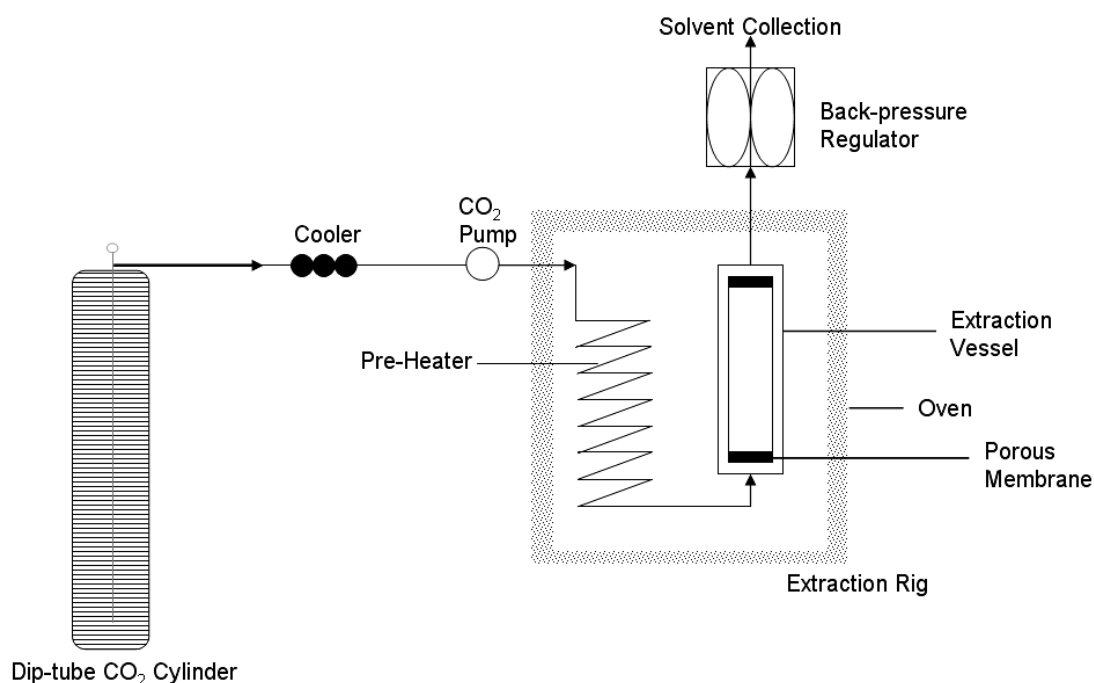 Solvent Collection
Back-pressure
Regulator
CO₂
Pump
Cooler
Pre-Heater
Extraction
Vessel
Oven
Porous
Membrane
Extraction Rig
Dip-tube CO₂ Cylinder